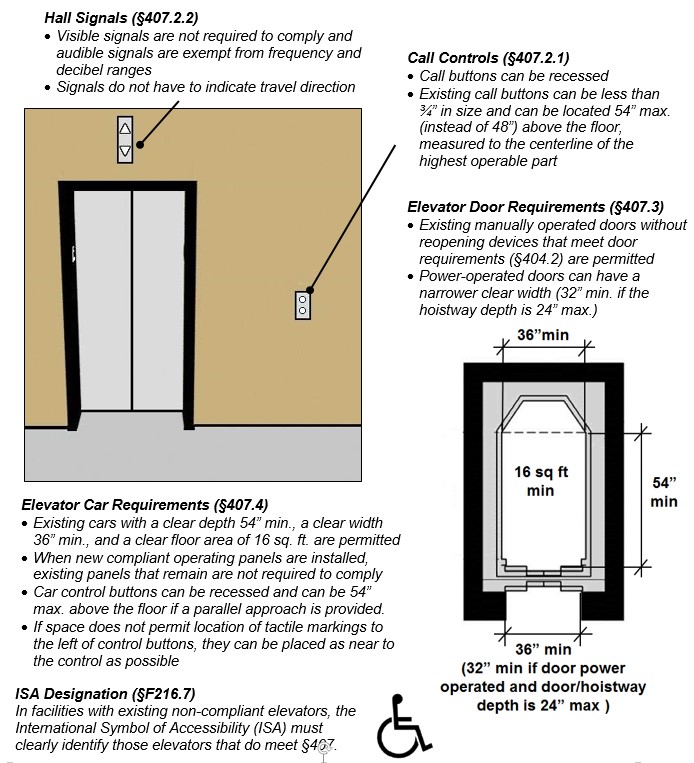 Hall Signals (§407.2.2)
• Visible signals are not required to comply and
audible signals are exempt from frequency and
decibel ranges
• Signals do not have to indicate travel direction
Call Controls (§407.2.1)
• Call buttons can be recessed
• Existing call buttons can be less than
¾” in size and can be located 54” max.
(instead of 48”) above the floor,
measured to the centerline of the
highest operable part
Elevator Door Requirements (§407.3)
• Existing manually operated doors without
reopening devices that meet door
requirements (§404.2) are permitted
• Power-operated doors can have a
narrower clear width (32” min. if the
hoistway depth is 24” max.)
36”min
16 sq ft
min
54”
min
36” min
(32” min if door power
operated and door/hoistway
depth is 24” max )
Elevator Car Requirements (§407.4)
• Existing cars with a clear depth 54” min., a clear width
36” min., and a clear floor area of 16 sq. ft. are permitted
• When new compliant operating panels are installed,
existing panels that remain are not required to comply
• Car control buttons can be recessed and can be 54”
max. above the floor if a parallel approach is provided.
• If space does not permit location of tactile markings to
the left of control buttons, they can be placed as near to
the control as possible
ISA Designation (§F216.7)
In facilities with existing non-compliant elevators, the
International Symbol of Accessibility (ISA) must
clearly identify those elevators that do meet §407.